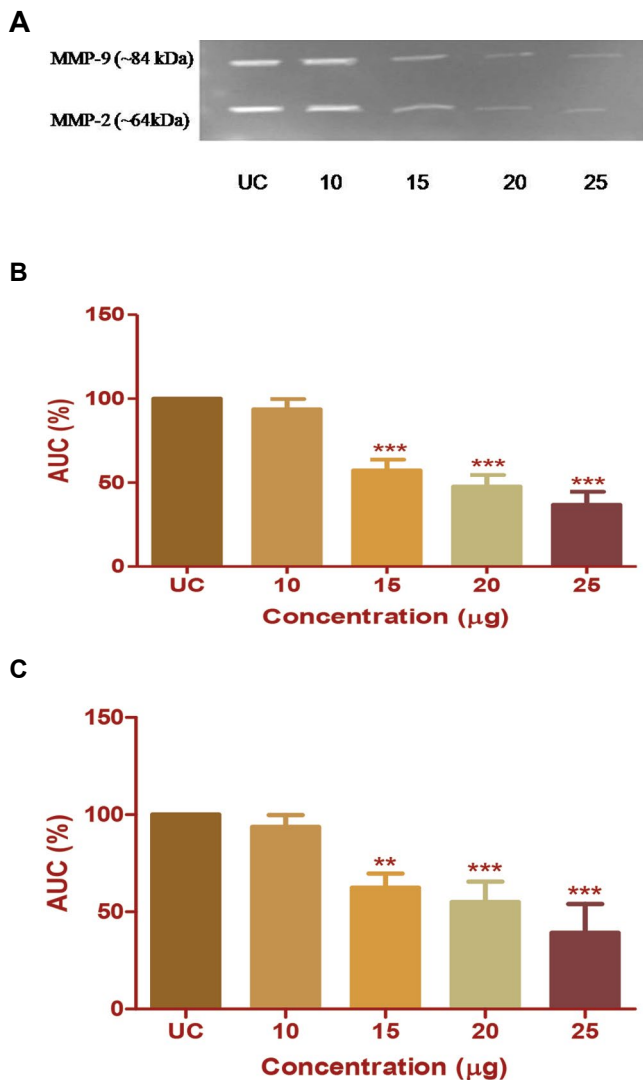 A
MMP-9 (~84 kDa)
MMP-2 (~64kDa)
UC 10 15 20 25
B
150
100
50
0
AUC (%)
***
***
***
UC 10 15 20 25
Concentration (μg)
C
150
100
50
0
AUC (%)
**
***
***
UC 10 15 20 25
Concentration (μg)